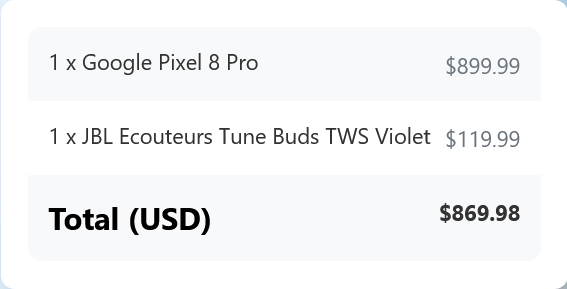 1 x Google Pixel 8 Pro $899.99
1 x JBL Ecouteurs Tune Buds TWS Violet $119.99
Total (USD) $869.98